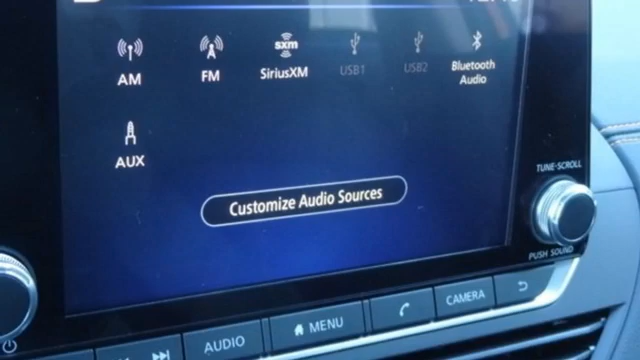 AM FM sxm SiriusXM USB1 USB2 Bluetooth
Audio
AUX
Customize Audio Sources
TUNE·SCROLL
PUSH SOUND
AUDIO MENU CAMERA